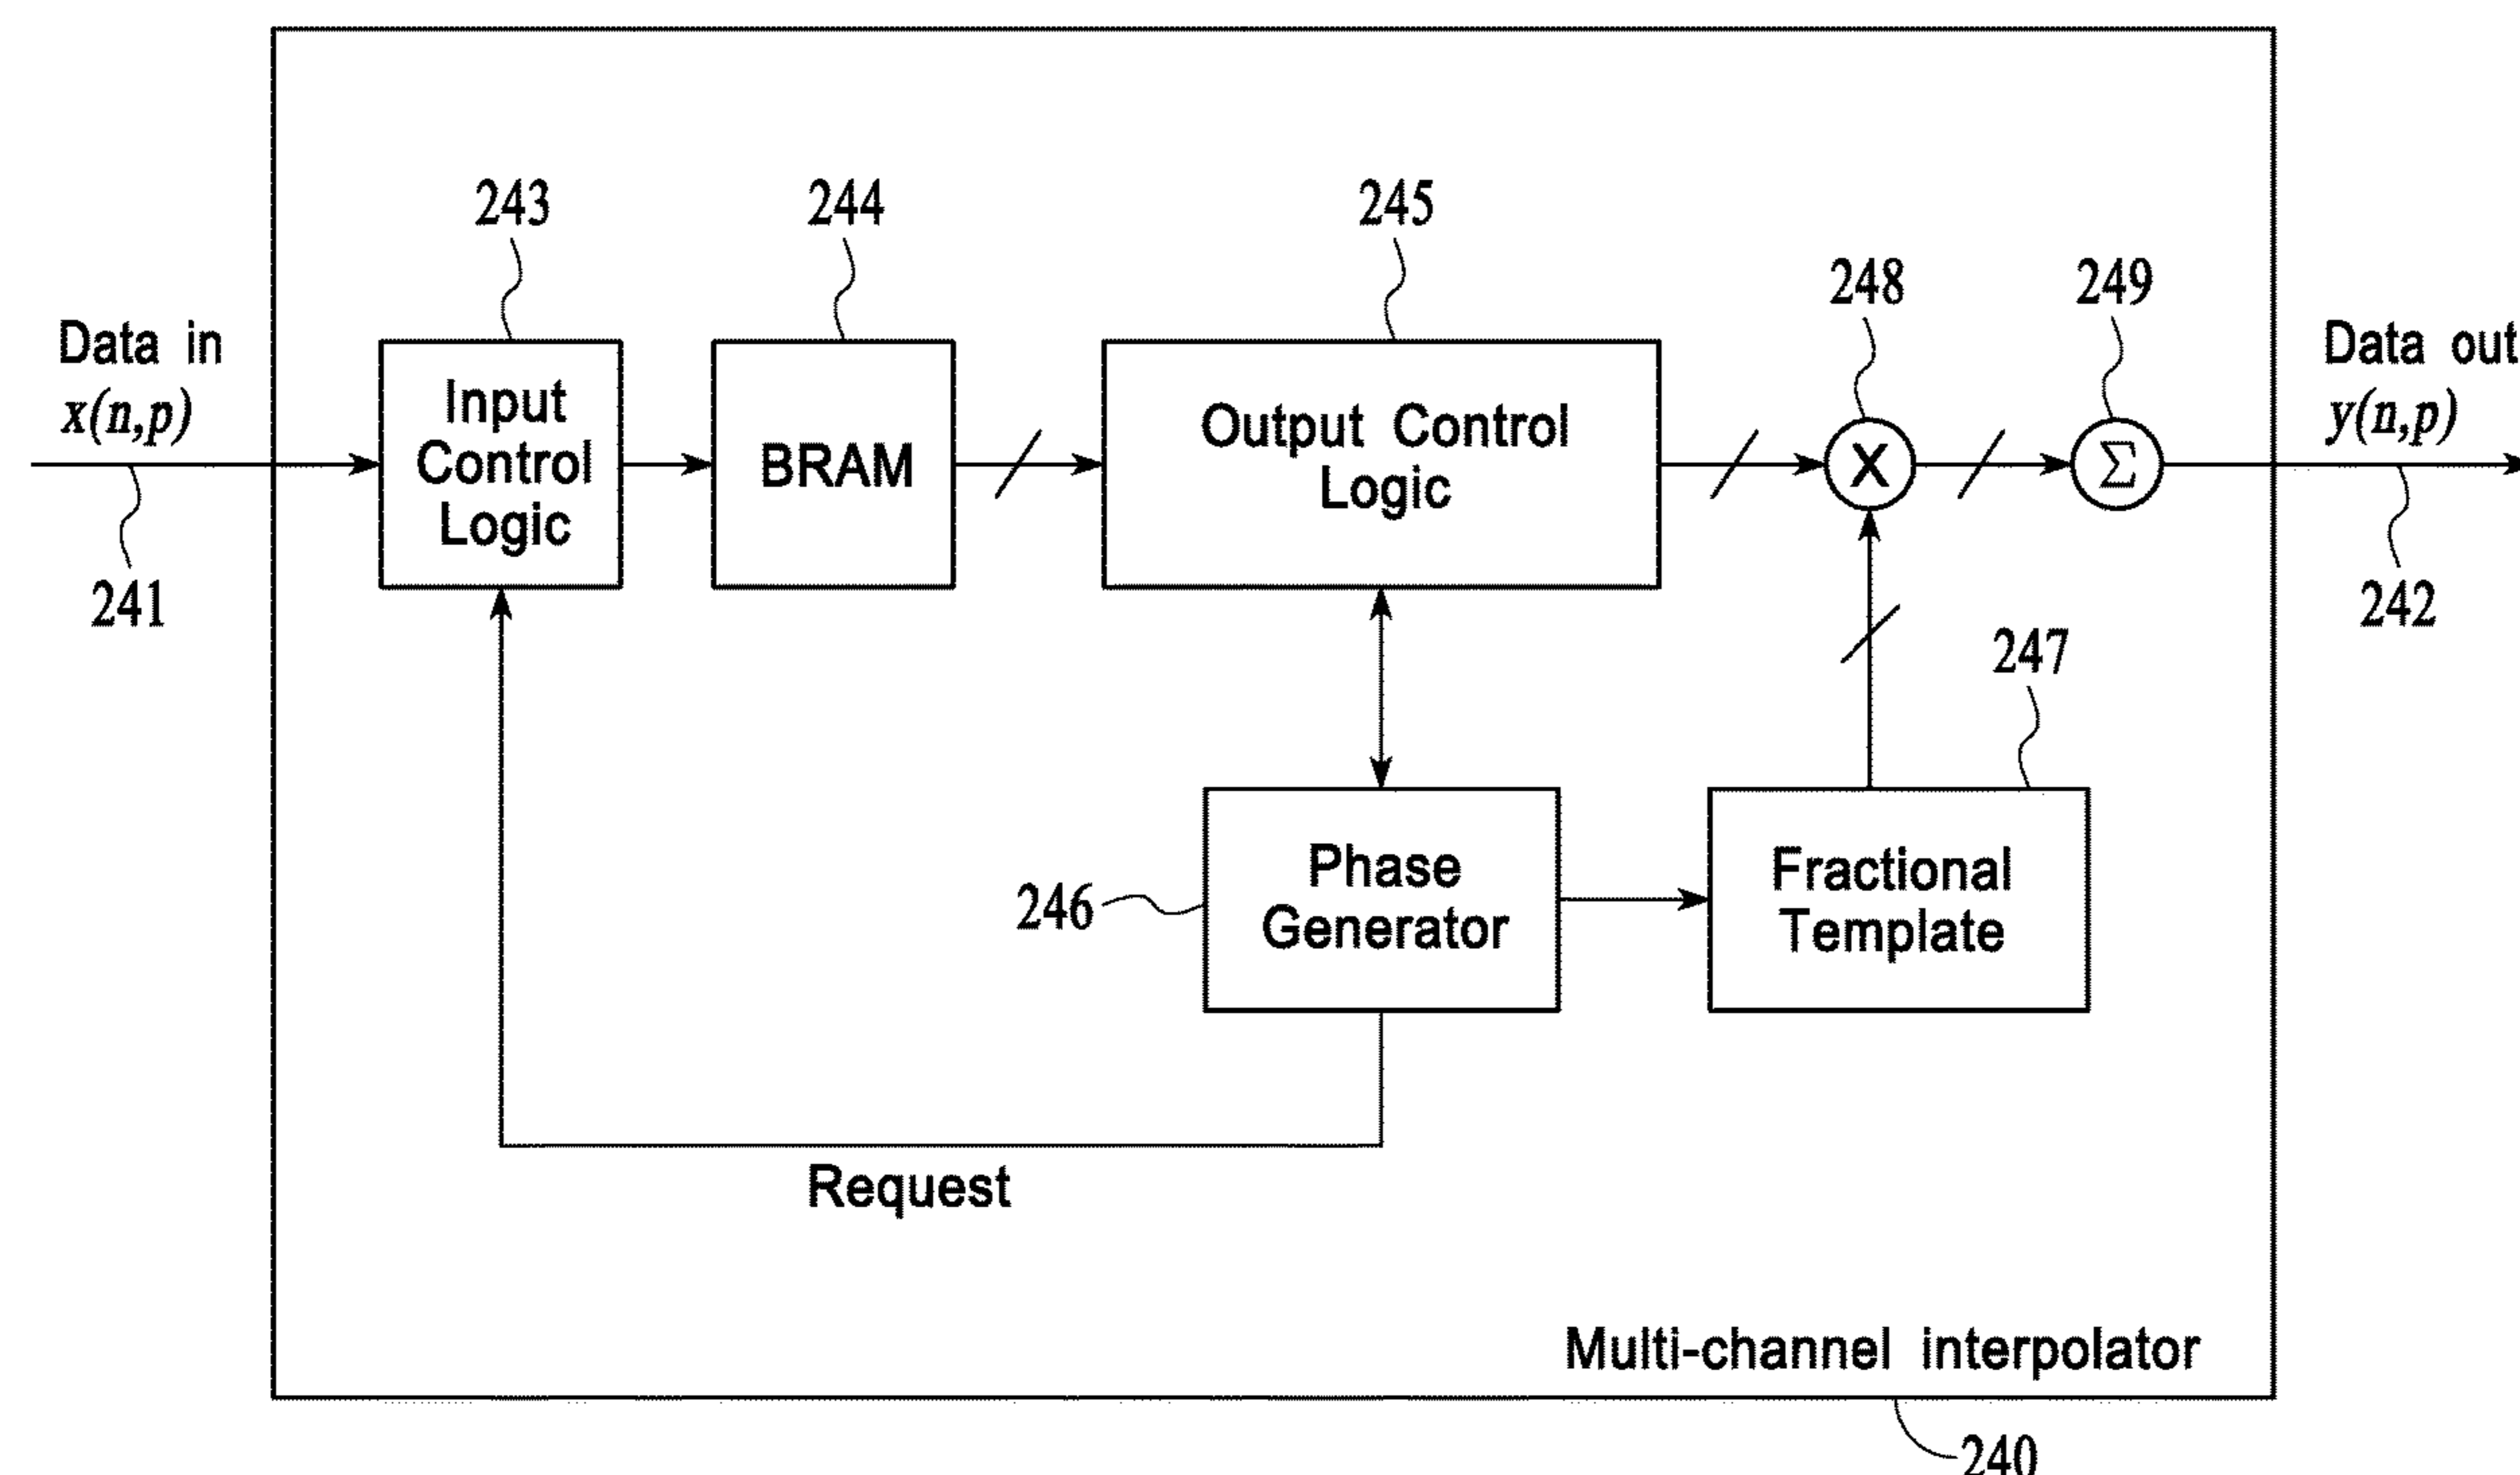 243
244
245
248
249
Data in
x(n,p)
241
Input
Control
Logic
BRAM
Output Control
Logic
X
Σ
Data out
y(n,p)
242
247
246
Phase
Generator
Fractional
Template
Request
Multi-channel interpolator
240